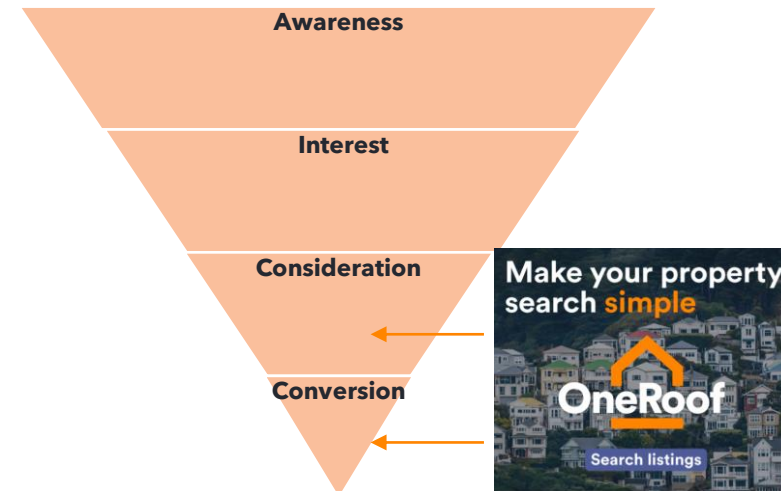 Awareness
Interest
Consideration
Make your property
search simple
OneRoof
Conversion
Search listings